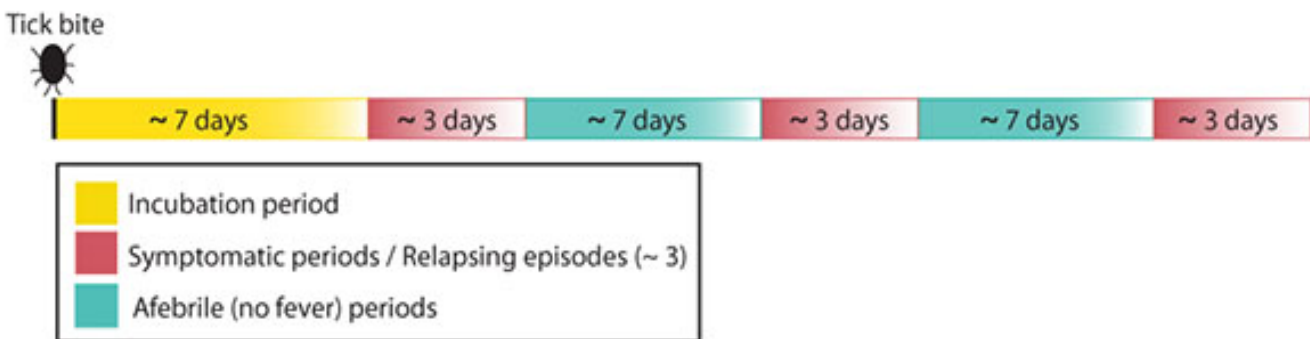 Tick bite
~ 7 days ~ 3 days ~ 7 days ~ 3 days ~ 7 days ~ 3 days
Incubation period
Symptomatic periods / Relapsing episodes (~ 3)
Afebrile (no fever) periods